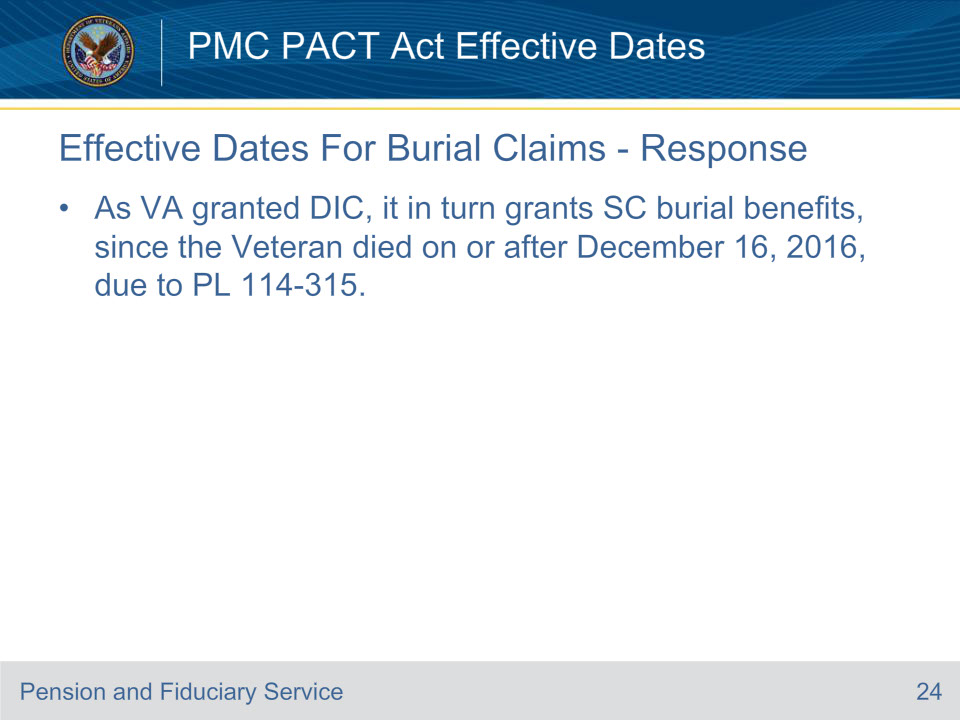 PMC PACT Act Effective Dates
Effective Dates For Burial Claims - Response
• As VA granted DIC, it in turn grants SC burial benefits,
since the Veteran died on or after December 16, 2016,
due to PL 114-315.
Pension and Fiduciary Service
24